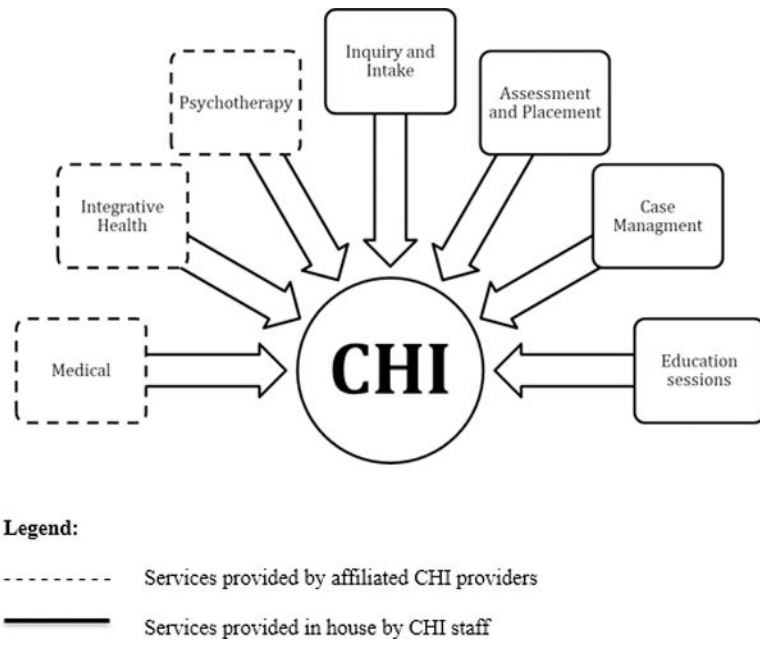 Inquiry and
Intake
Psychotherapy
Assessment
and Placement
Integrative
Health
Case
Managment
Medical
CHI
Education
sessions
Legend:
Services provided by affiliated CHI providers
Services provided in house by CHI staff